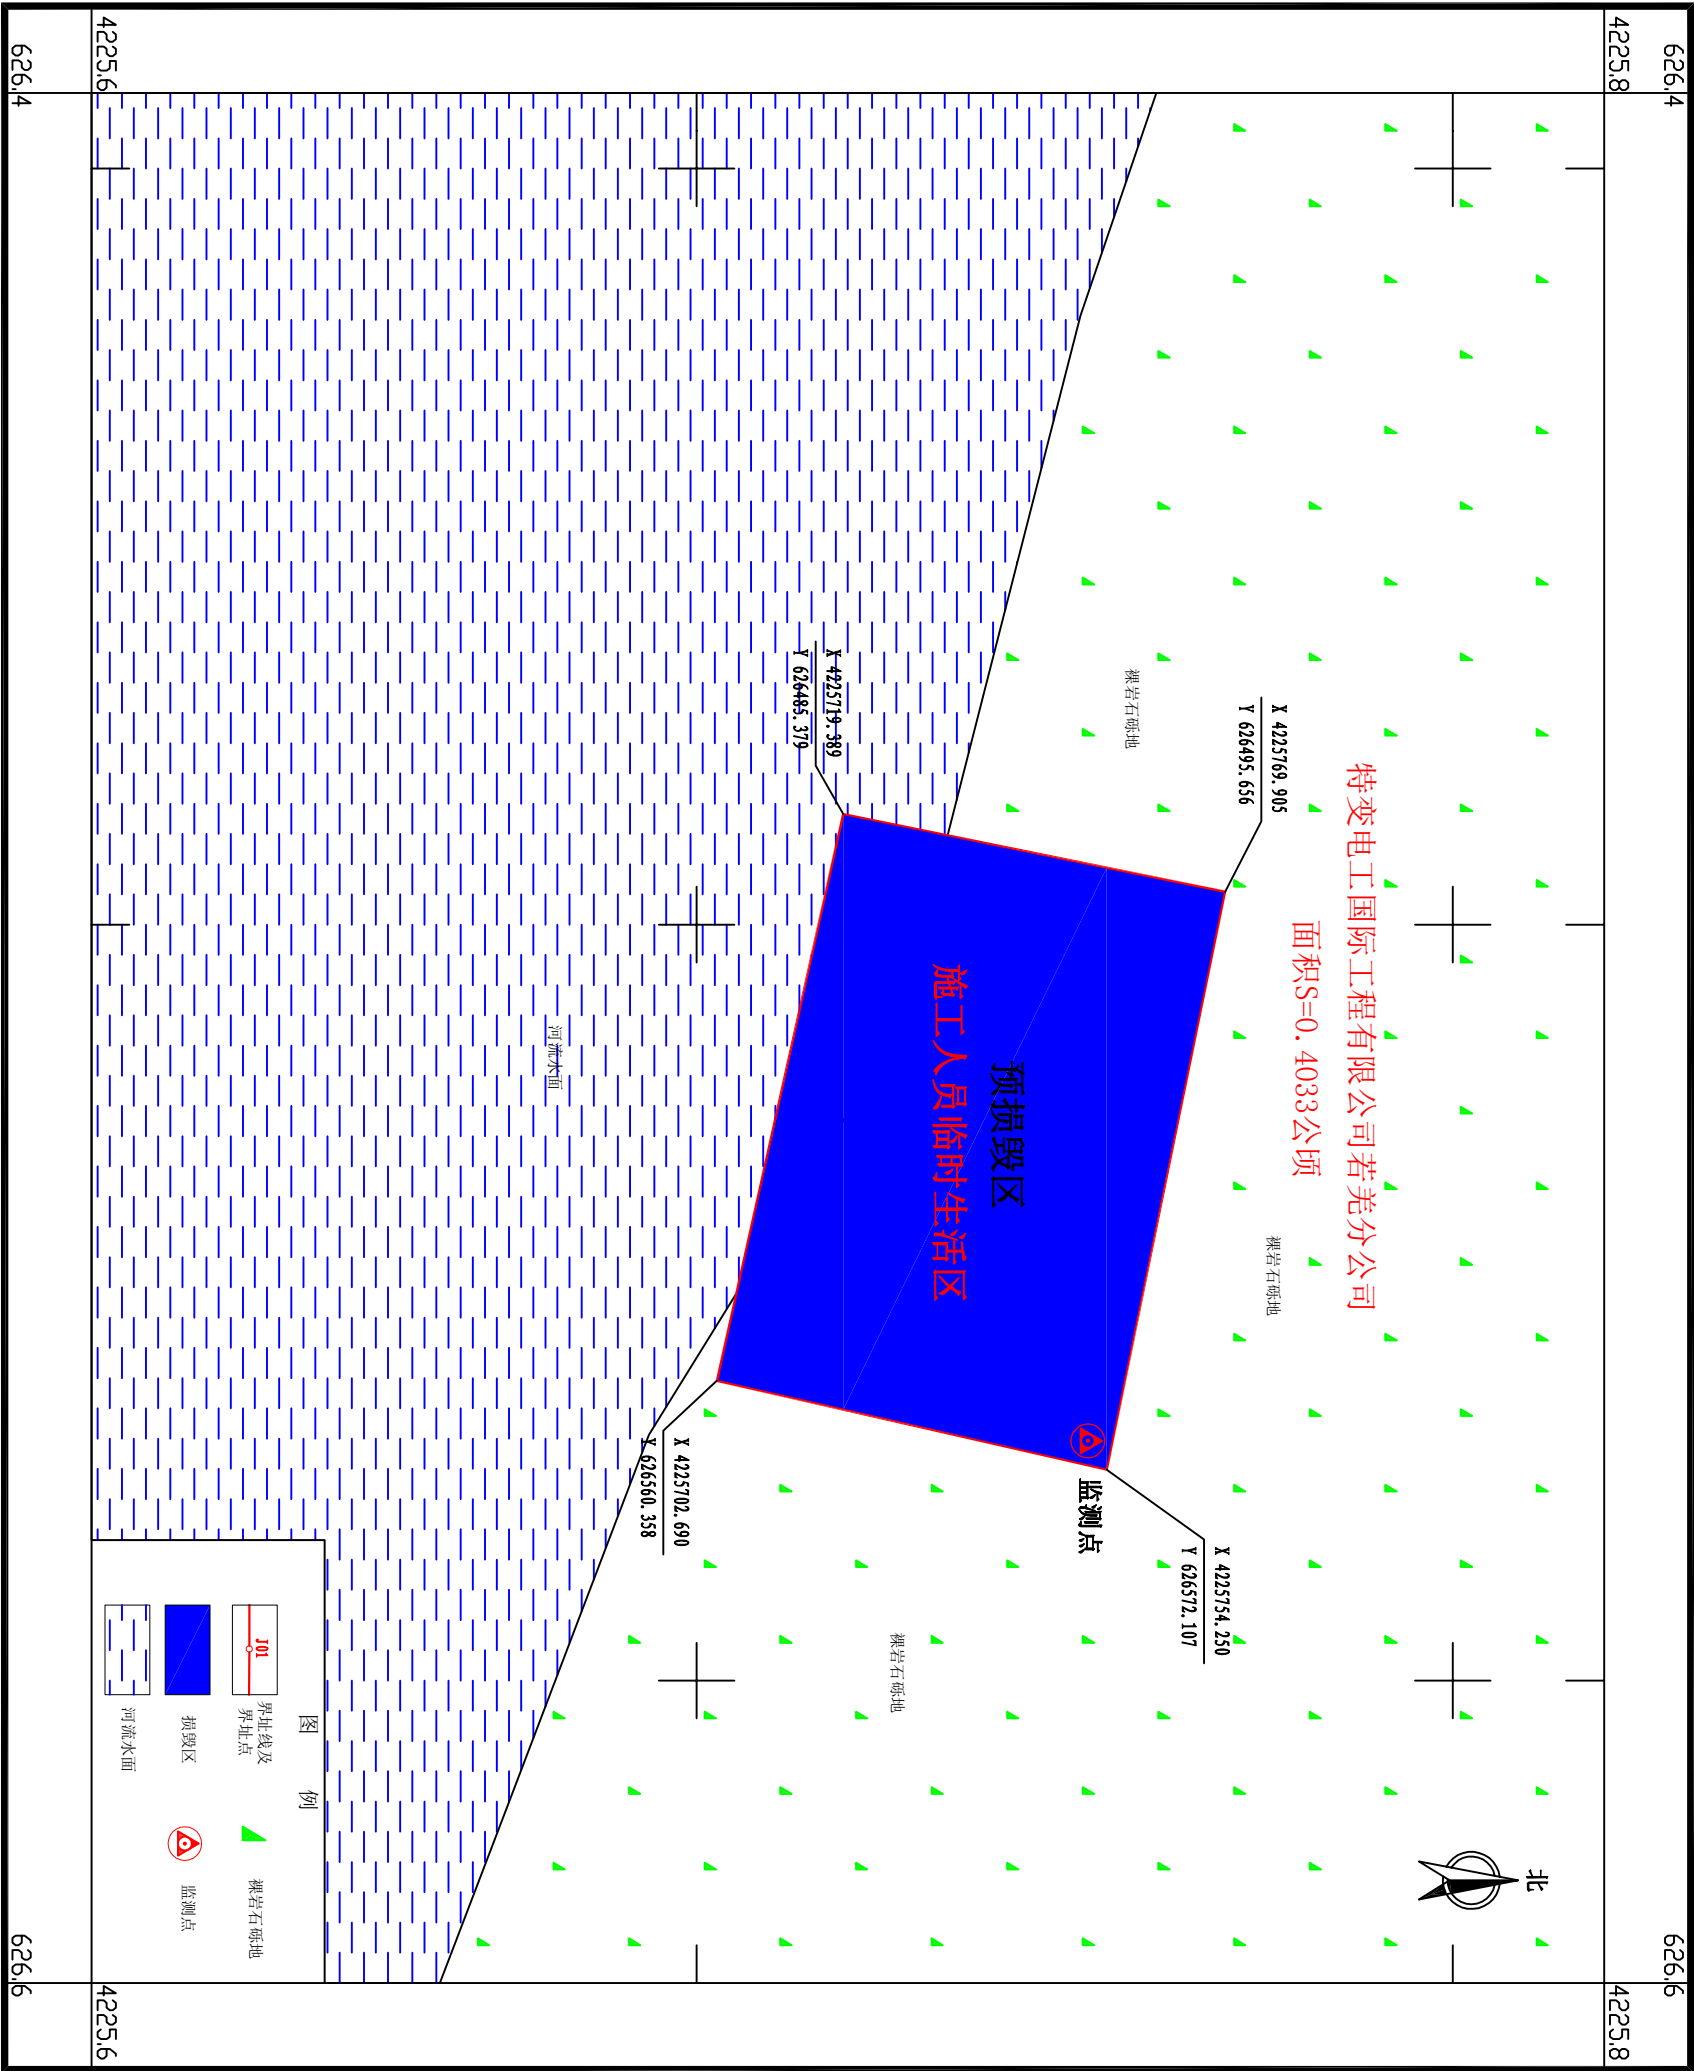 626.4
4225.8
626.6
4225.8
北
特变电工国际工程有限公司若羌分公司
面积S=0.4033公顷
X 4225769.905
Y 626495.656
裸岩石砾地
裸岩石砾地
X 4225754.250
Y 626572.107
监测点
预损毁区
施工人员临时生活区
X 4225719.389
Y 626485.379
裸岩石砾地
X 4225702.690
Y 626560.358
河流水面
图 例
J01
界址线及
界址点
裸岩石砾地
损毁区
监测点
河流水面
4225.6
626.4
4225.6
626.6